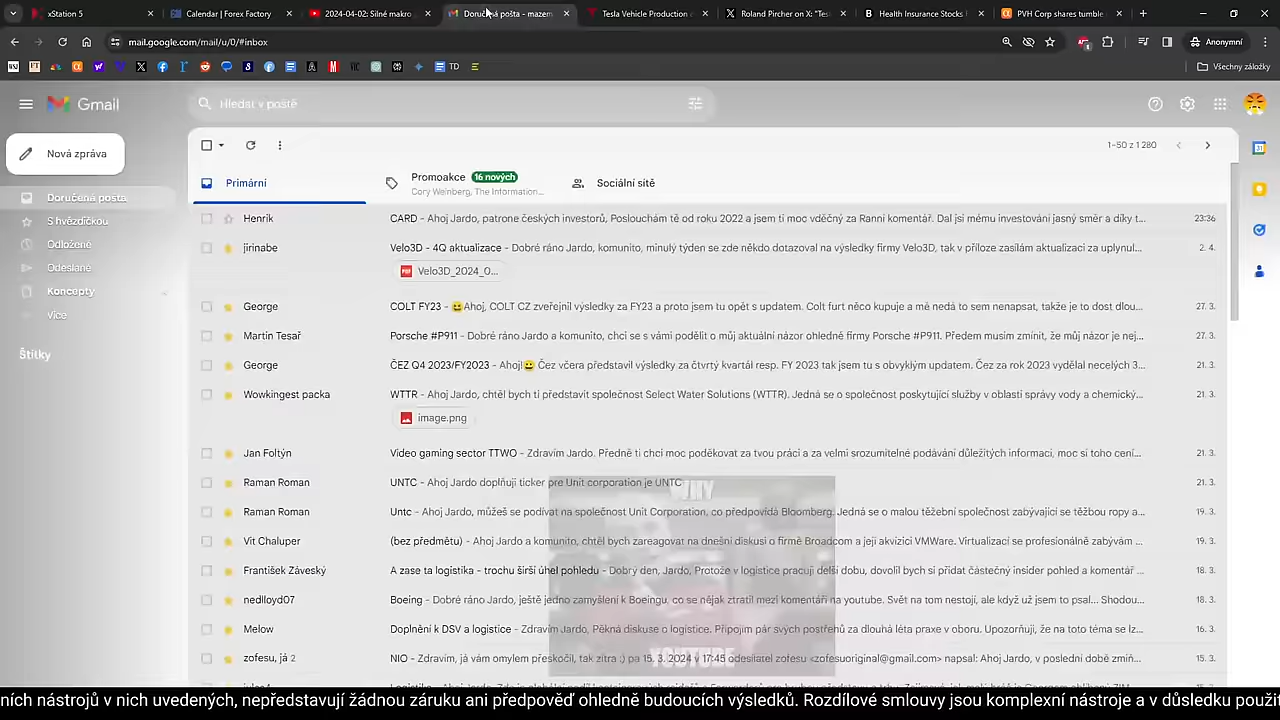 xStation 5
Calendar | Forex Factory
2024-04-02: Silné makro
Doručená pošta - mazem
Tesla Vehicle Production
Roland Pircher on X: "Tes
Health Insurance Stocks
PVH Corp shares tumble
mail.google.com/mail/u/0/#inbox
Anonymní
TD
Všechny záložky
Gmail
Hledat v poště
Nová zpráva
1–50 z 1 280
Doručená pošta
S hvězdičkou
Odložené
Odeslané
Koncepty
Více
Štítky
Primární
Promoakce 16 nových
Cory Weinberg, The Information...
Sociální sítě
Henrik CARD - Ahoj Jardo, patrone českých investorů, Poslouchám tě od roku 2022 a jsem ti moc vděčný za Ranní komentář. Dal jsi mému investování jasný směr a díky t... 23:36
jirinabe Velo3D - 4Q aktualizace - Dobré ráno Jardo, komunito, minulý týden se zde někdo dotazoval na výsledky firmy Velo3D, tak v příloze zasílám aktualizaci za uplynul... 2. 4.
Velo3D_2024_0...
George COLT FY23 - 😆Ahoj, COLT CZ zveřejnil výsledky za FY23 a proto jsem tu opět s updatem. Colt furt něco kupuje a mě nedá to sem nenapsat, takže je to dost dlou... 27. 3.
Martin Tesař Porsche #P911 - Dobré ráno Jardo a komunito, chci se s vámi podělit o můj aktuální názor ohledně firmy Porsche #P911. Předem musím zmínit, že můj názor je nej... 27. 3.
George ČEZ Q4 2023/FY2023 - Ahoj!😀 Čez včera představil výsledky za čtvrtý kvartál resp. FY 2023 tak jsem tu s obvyklým updatem. Čez za rok 2023 vydělal necelých 3... 21. 3.
Wowkingest packa WTTR - Ahoj Jardo, chtěl bych ti představit společnost Select Water Solutions (WTTR). Jedná se o společnost poskytující služby v oblasti správy vody a chemický... 21. 3.
image.png
Jan Foltýn Video gaming sector TTWO - Zdravím Jardo. Předně ti chci moc poděkovat za tvou práci a za velmi srozumitelné podávání důležitých informací, moc si toho cení... 21. 3.
Raman Roman UNTC - Ahoj Jardo doplňuji ticker pre Unit corporation je UNTC 21. 3.
Raman Roman Untc - Ahoj Jardo, můžeš se podívat na společnost Unit Corporation, co předpovídá Bloomberg. Jedná se o malou těžební společnost zabývající se těžbou ropy a... 19. 3.
Vít Chaluper (bez předmětu) - Ahoj Jardo a komunito, chtěl bych zareagovat na dnešní diskusi o firmě Broadcom a její akvizici VMWare. Virtualizací se profesionálně zabývám ... 19. 3.
František Záveský A zase ta logistika - trochu širší úhel pohledu - Dobrý den, Jardo, Protože v logistice pracuji delší dobu, dovolil bych si přidat částečný insider pohled a komentář ... 18. 3.
nedlloyd07 Boeing - Dobré ráno Jardo, ještě jedno zamyšlení k Boeingu, co se nějak ztratil mezi komentáři na youtube. Svět na tom nestojí, ale když už jsem to psal... Shodou... 18. 3.
Melow Doplnění k DSV a logistice - Zdravím Jardo, Pěkná diskuse o logistice. Připojím pár svých postřehů za dlouhá léta praxe v oboru. Upozorňuji, že na toto téma se lz... 16. 3.
zofesu, já 2 NIO - Zdravím, já vám omylem přeskočil, tak zítra :) pá 15. 3. 2024 v 17:45 odesílatel zofesu <zofesuoriginal@gmail.com> napsal: Ahoj Jardo, v poslední době zmiň... 15. 3.
YOUTUBE
ních nástrojů v nich uvedených, nepředstavují žádnou záruku ani předpověď ohledně budoucích výsledků. Rozdílové smlouvy jsou komplexní nástroje a v důsledku použi